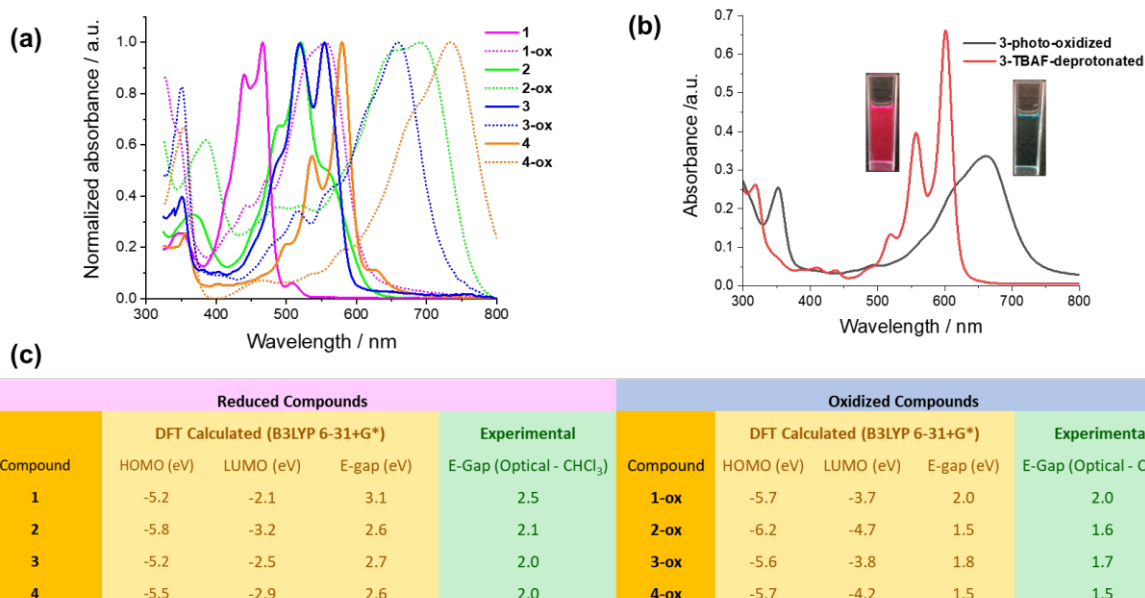 (a)
1
1-ox
2
2-ox
3
3-ox
4
4-ox
1.0
0.8
0.6
0.4
0.2
0.0
Normalized absorbance / a.u.
400 500 600 700 800
Wavelength / nm
(b)
3-photo-oxidized
3-TBAF-deprotonated
0.7
0.6
0.5
0.4
0.3
0.2
0.1
0.0
Absorbance /a.u.
300 400 500 600 700 800
Wavelength / nm
(c)
Reduced Compounds Oxidized Compounds
DFT Calculated (B3LYP 6-31+G*) Experimental DFT Calculated (B3LYP 6-31+G*) Experimenta
Compound HOMO (eV) LUMO (eV) E-gap (eV) E-Gap (Optical - CHCl₃) Compound HOMO (eV) LUMO (eV) E-gap (eV) E-Gap (Optical - C
1 -5.2 -2.1 3.1 2.5 1-ox -5.7 -3.7 2.0 2.0
2 -5.8 -3.2 2.6 2.1 2-ox -6.2 -4.7 1.5 1.6
3 -5.2 -2.5 2.7 2.0 3-ox -5.6 -3.8 1.8 1.7
4 -5.5 -2.9 2.6 2.0 4-ox -5.7 -4.2 1.5 1.5